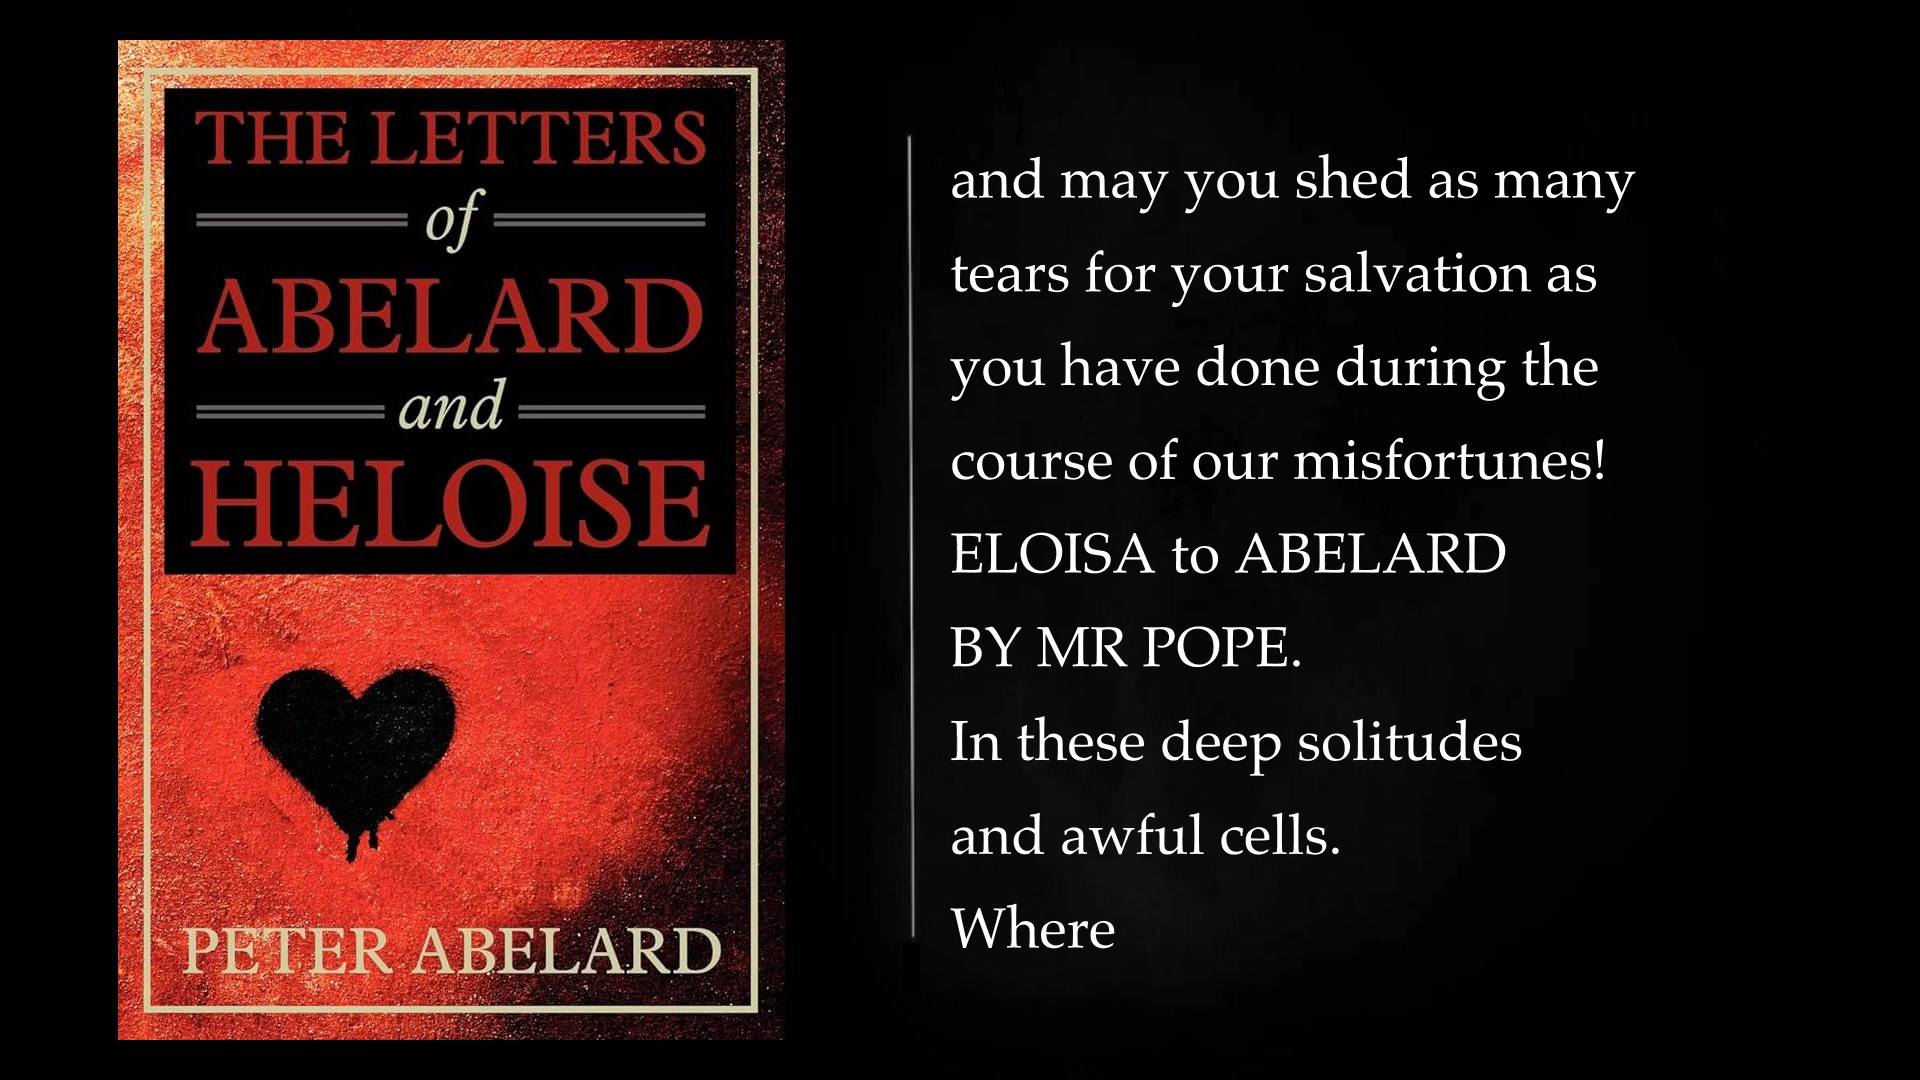 THE LETTERS
of
ABELARD
and
HELOISE
PETER ABELARD
and may you shed as many
tears for your salvation as
you have done during the
course of our misfortunes!
ELOISA to ABELARD
BY MR POPE.
In these deep solitudes
and awful cells.
Where